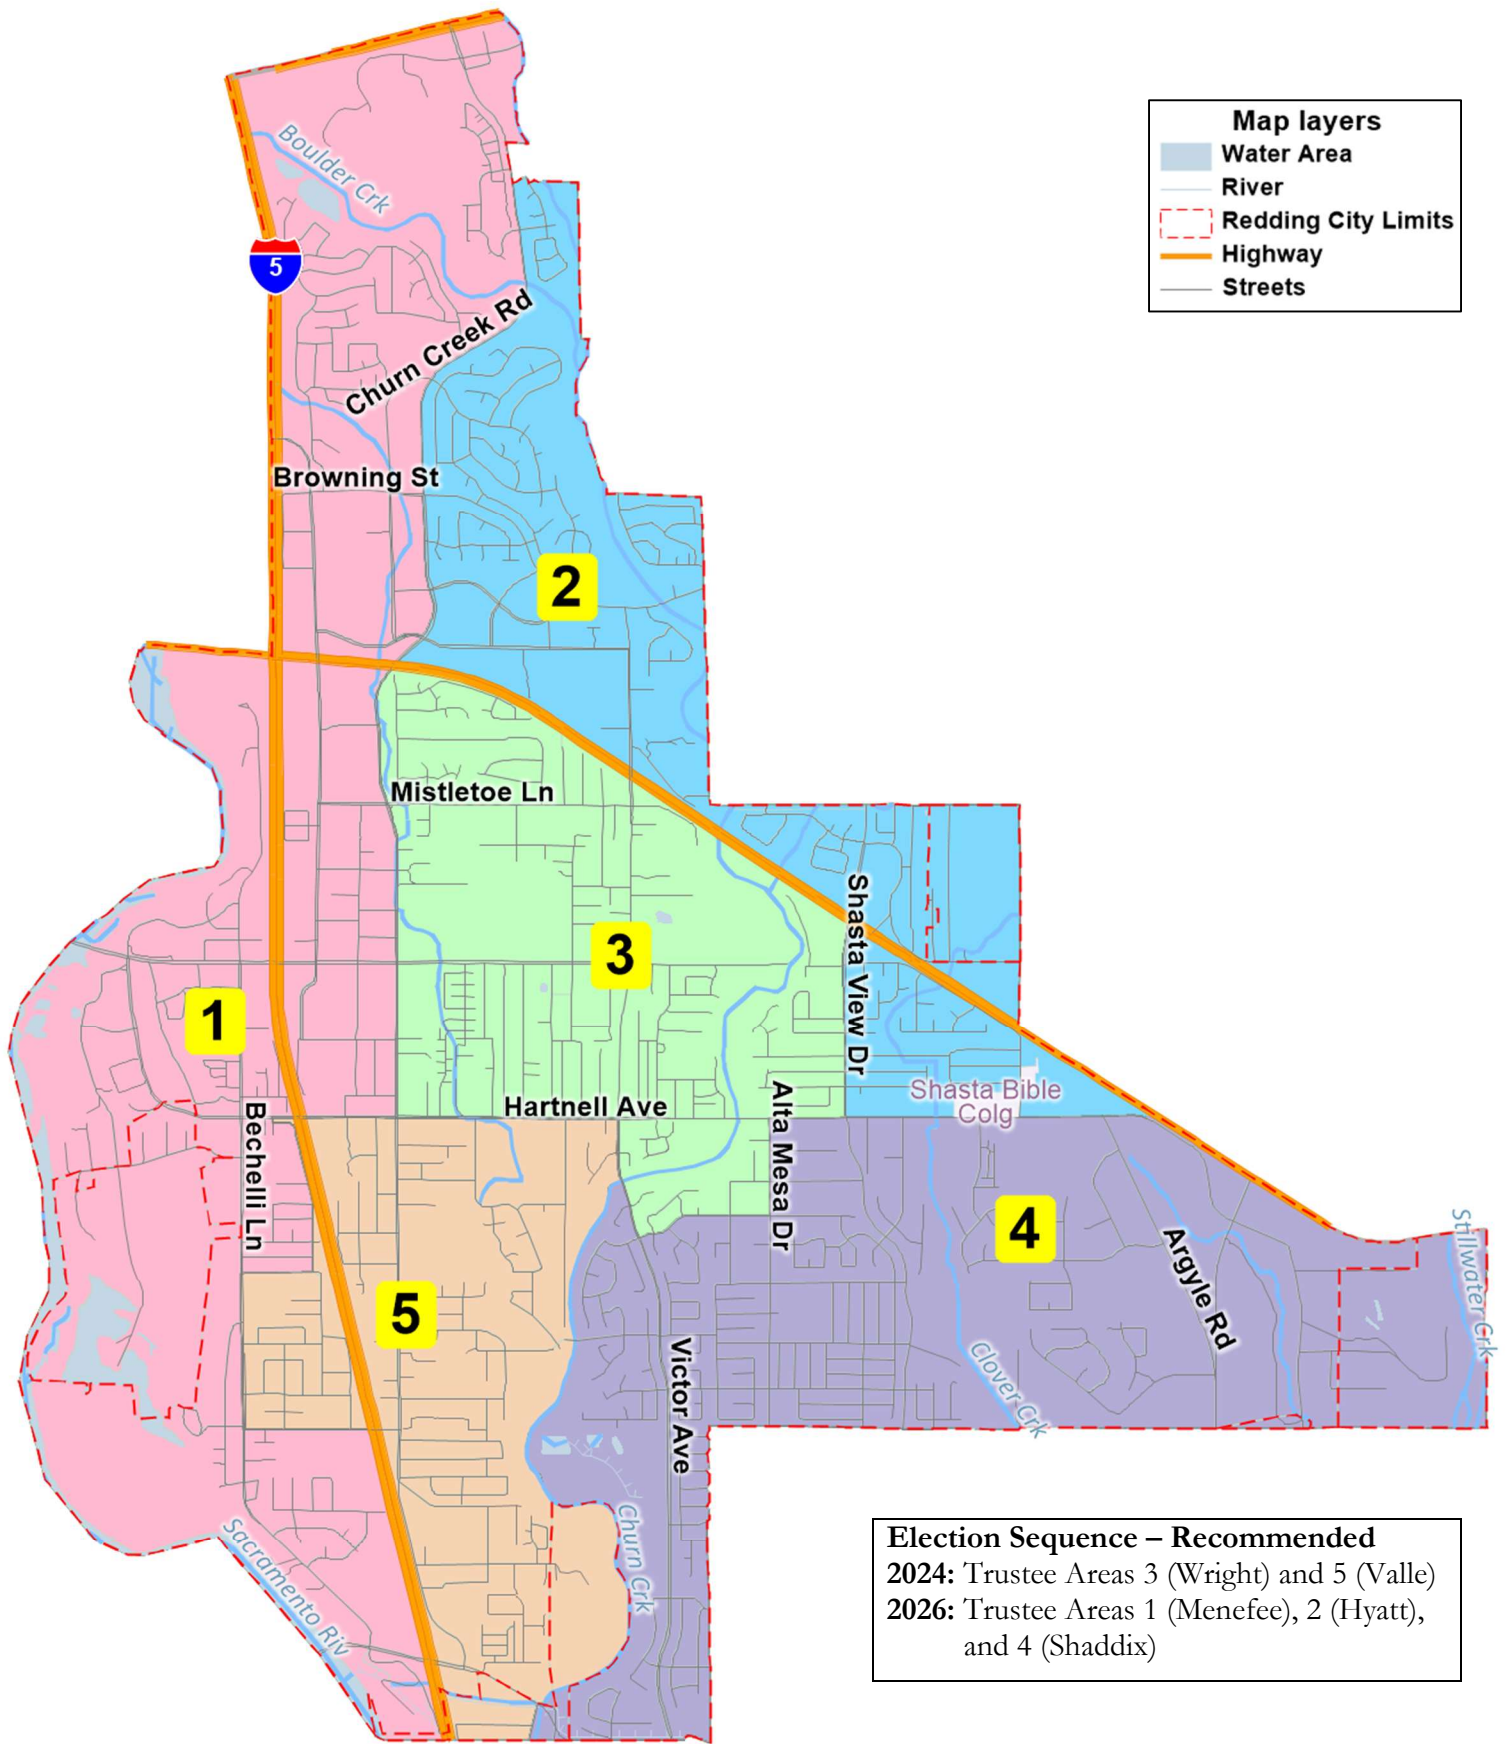 Map layers
Water Area
River
Redding City Limits
Highway
Streets
Boulder Crk
5
Churn Creek Rd
Browning St
2
Mistletoe Ln
Shasta View Dr
3
1
Shasta Bible
Colg
Hartnell Ave
Alta Mesa Dr
Bechelli Ln
4
Argyle Rd
Stillwater Crk
5
Victor Ave
Clover Crk
Churn Crk
Sacramento Riv
Election Sequence – Recommended
2024: Trustee Areas 3 (Wright) and 5 (Valle)
2026: Trustee Areas 1 (Menefee), 2 (Hyatt),
and 4 (Shaddix)